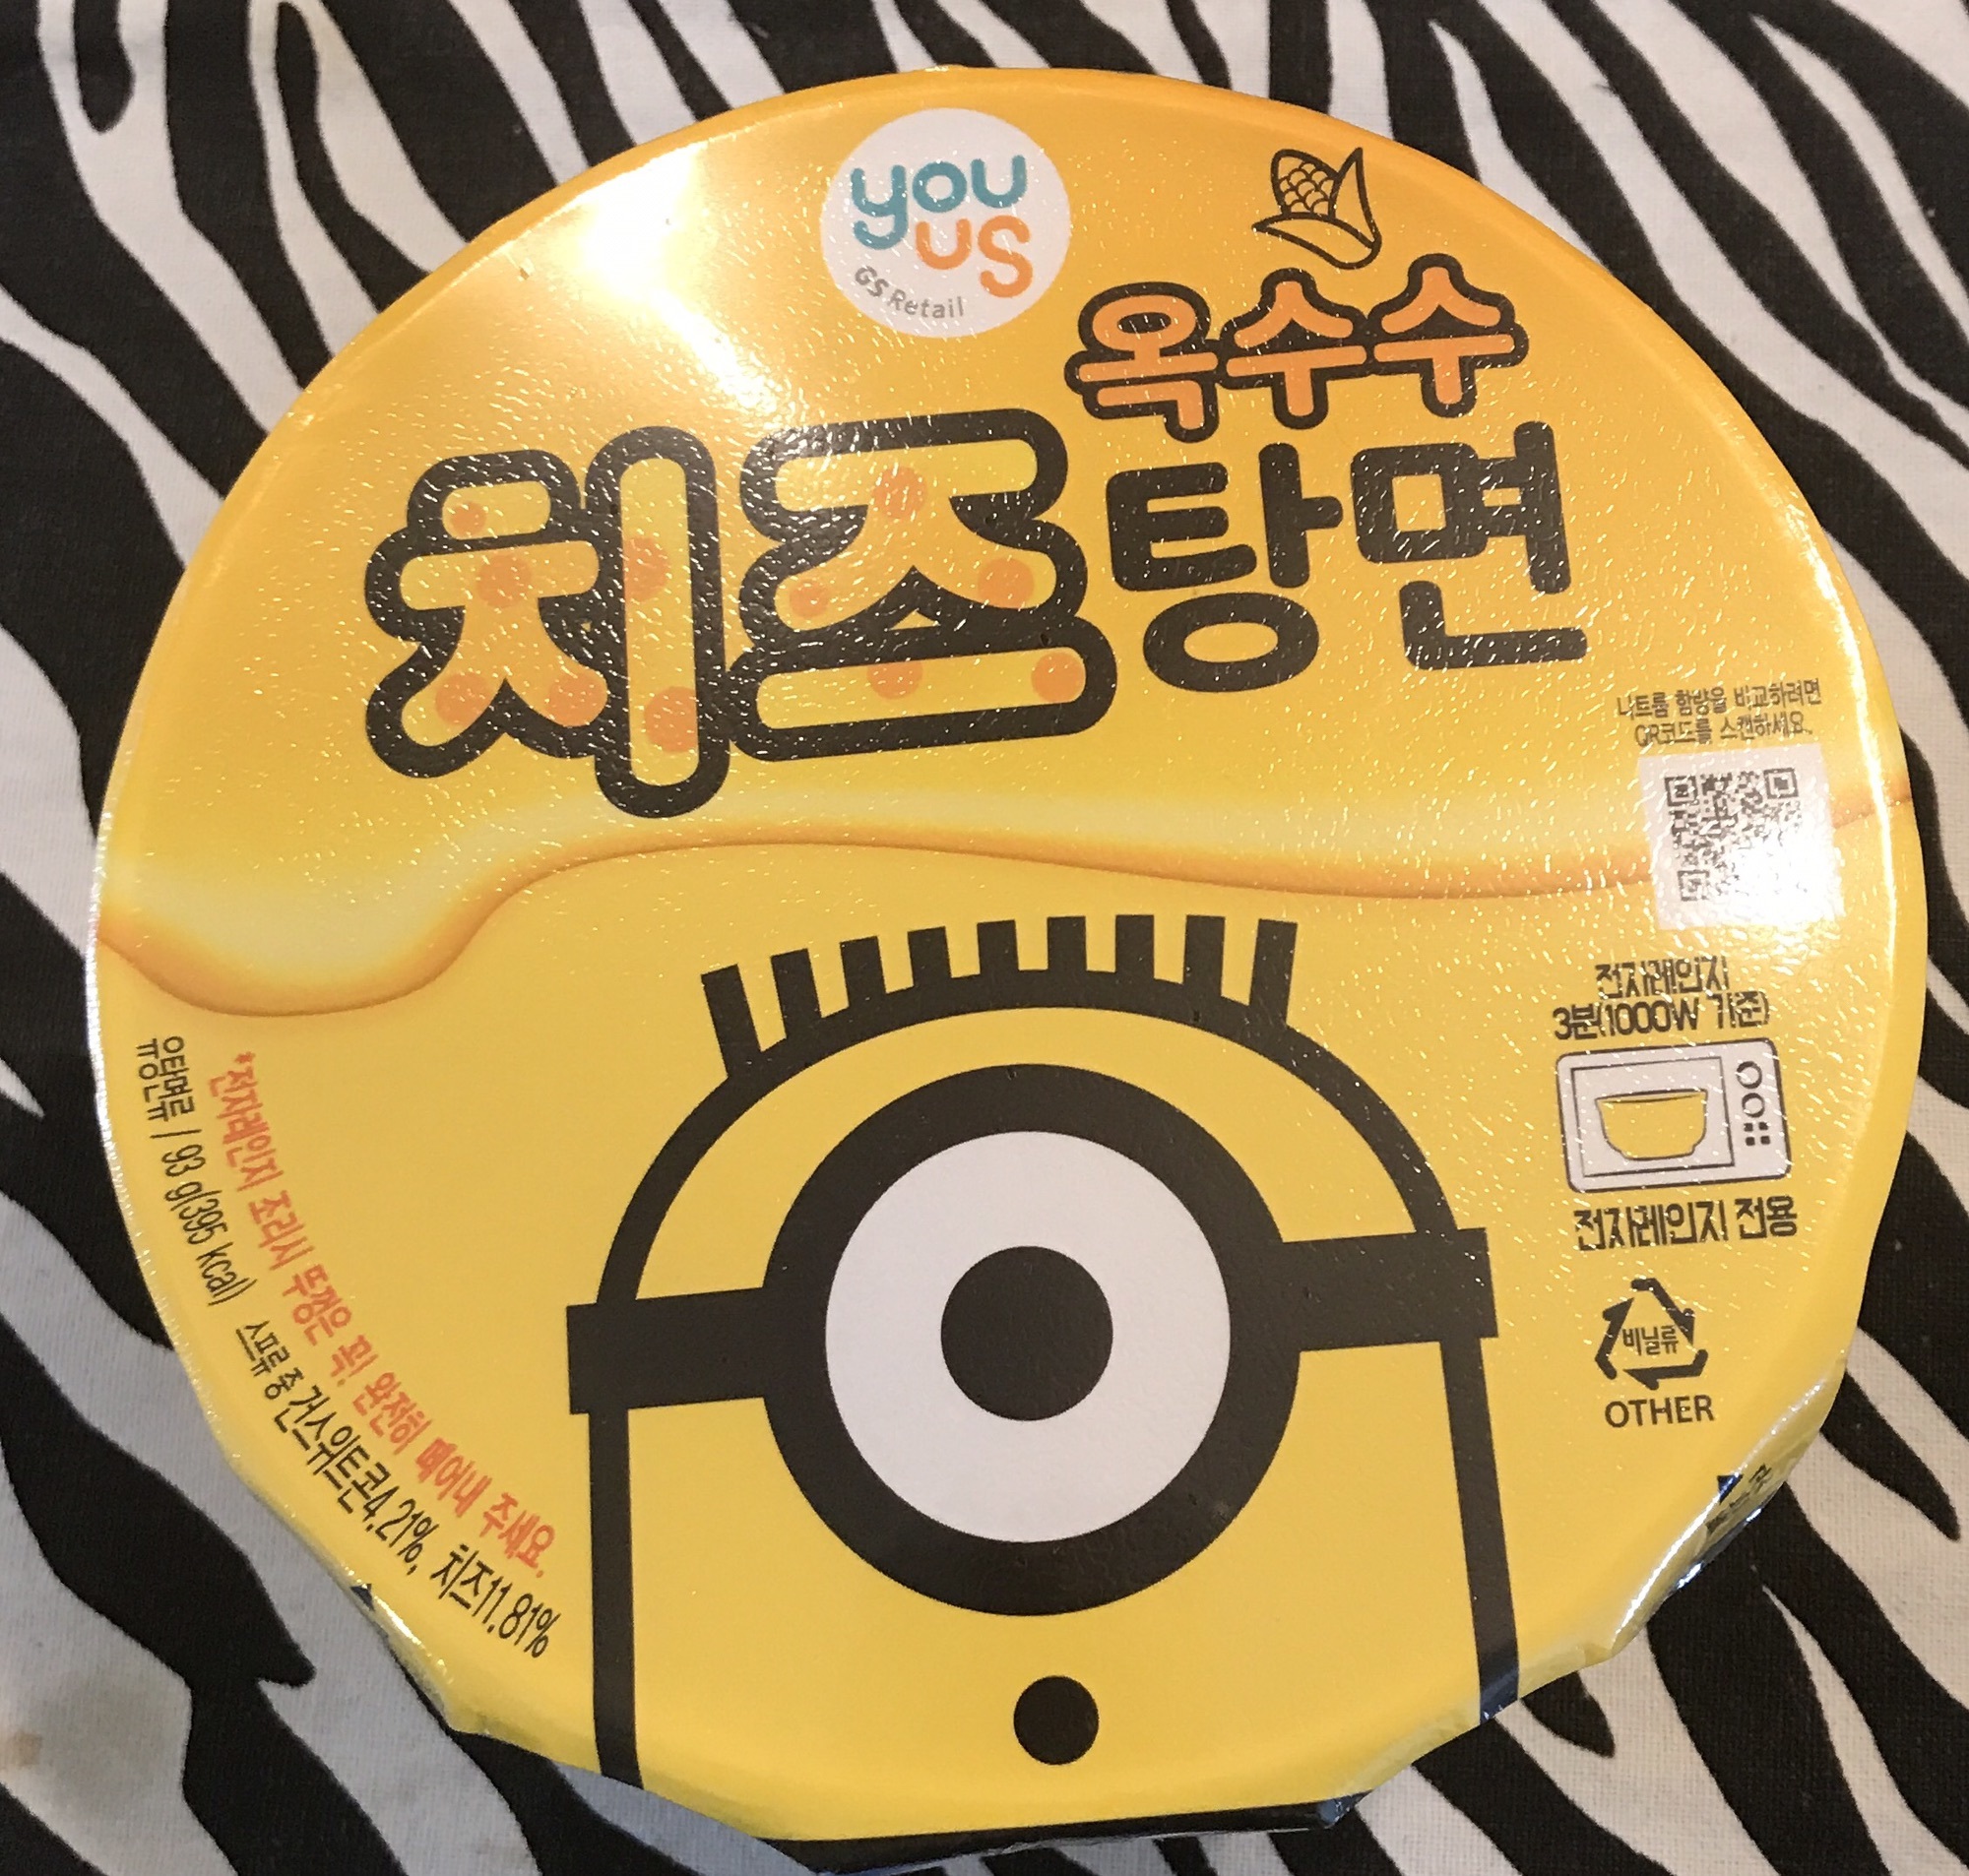 you
us
GS Retail
옥수수
치즈탕면
나트륨 함량을 비교하려면
QR코드를 스캔하세요.
전자레인지
3분(1000W 기준)
전자레인지 전용
비닐류
OTHER
*전자레인지 조리시 뚜껑은 꼭! 완전히 떼어내 주세요.
유탕면류 / 93 g(395 kcal) 스프류 중 건스위트콘4.21%, 치즈11.81%